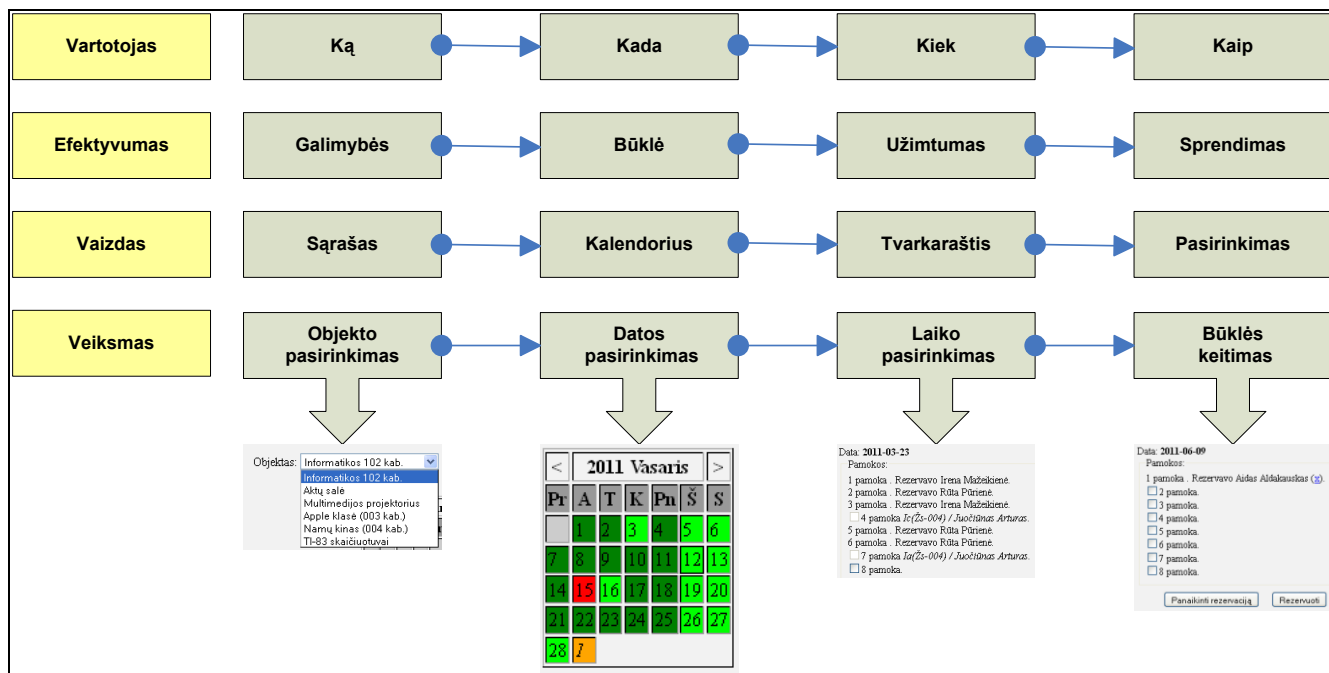 Vartotojas
Ką
Kada
Kiek
Kaip
Efektyvumas
Galimybės
Būklė
Užimtumas
Sprendimas
Vaizdas
Sąrašas
Kalendorius
Tvarkaraštis
Pasirinkimas
Veiksmas
Objekto
pasirinkimas
Datos
pasirinkimas
Laiko
pasirinkimas
Būklės
keitimas
Objektas: Informatikos 102 kab.
Informatikos 102 kab.
Aktų salė
Multimedijos projektorius
Apple klasė (003 kab.)
Namų kinas (004 kab.)
TI-83 skaičiuotuvai
< 2011 Vasaris >
Pr A T K Pn Š S
1 2 3 4 5 6
7 8 9 10 11 12 13
14 15 16 17 18 19 20
21 22 23 24 25 26 27
28 1
Data: 2011-03-23
Pamokos:
1 pamoka . Rezervavo Irena Mažeikienė.
2 pamoka . Rezervavo Rūta Pūrienė.
3 pamoka . Rezervavo Irena Mažeikienė.
4 pamoka Ic(Žs-004) / Juočiūnas Arturas.
5 pamoka . Rezervavo Rūta Pūrienė.
6 pamoka . Rezervavo Rūta Pūrienė.
7 pamoka Ia(Žs-004) / Juočiūnas Arturas.
8 pamoka.
Data: 2011-06-09
Pamokos:
1 pamoka . Rezervavo Aidas Aldakauskas (x).
2 pamoka.
3 pamoka.
4 pamoka.
5 pamoka.
6 pamoka.
7 pamoka.
8 pamoka.
Panaikinti rezervaciją
Rezervuoti